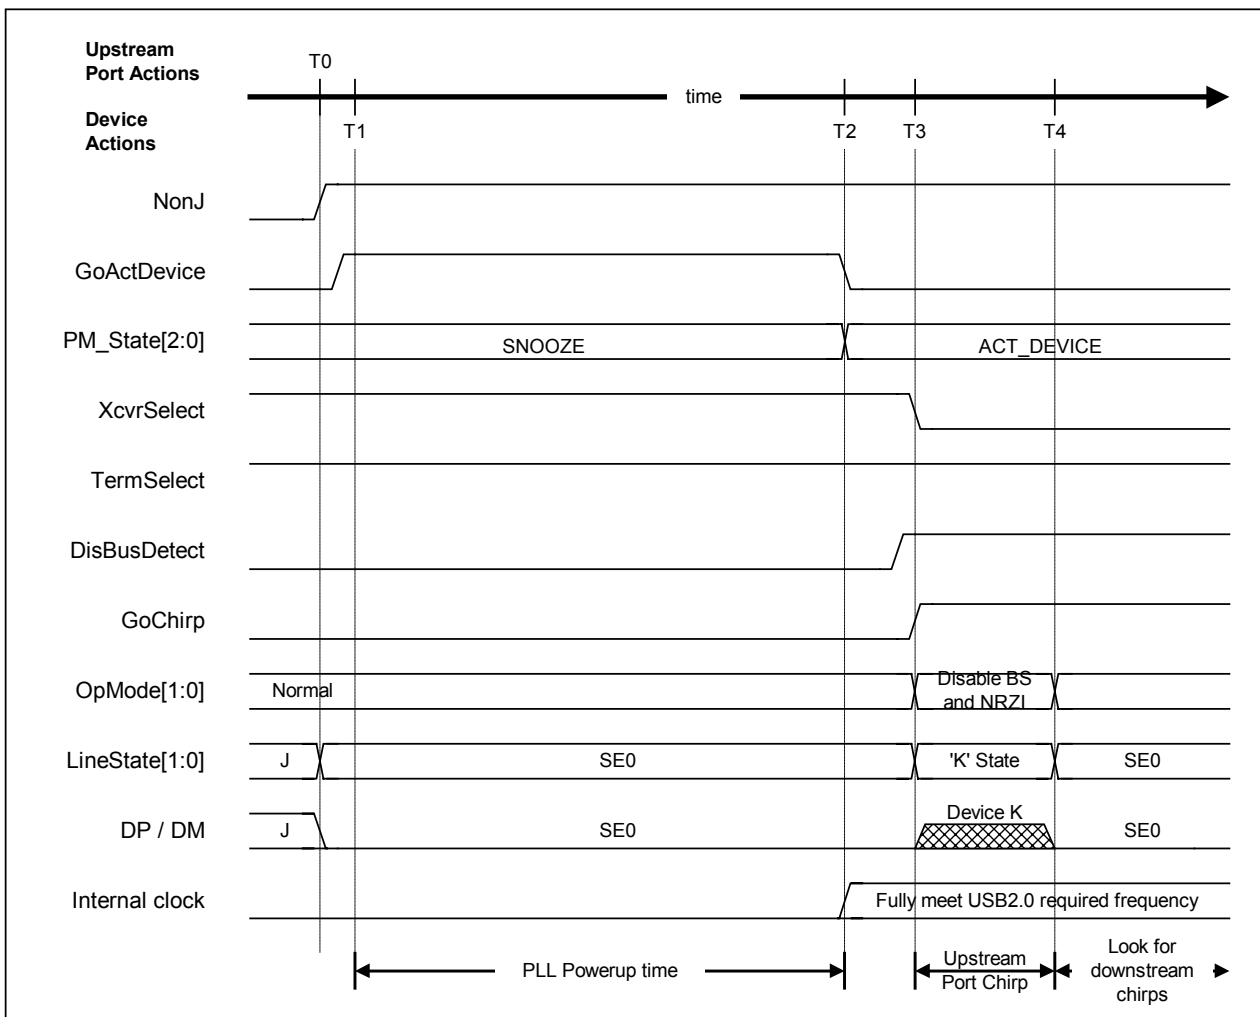 Upstream
Port Actions
T0
time
Device
Actions
T1
T2
T3
T4
NonJ
GoActDevice
PM_State[2:0]
SNOOZE
ACT_DEVICE
XcvrSelect
TermSelect
DisBusDetect
GoChirp
OpMode[1:0]
Normal
Disable BS
and NRZI
LineState[1:0]
J
SE0
'K' State
SE0
DP / DM
J
SE0
Device K
SE0
Internal clock
Fully meet USB2.0 required frequency
PLL Powerup time
Upstream
Port Chirp
Look for
downstream
chirps